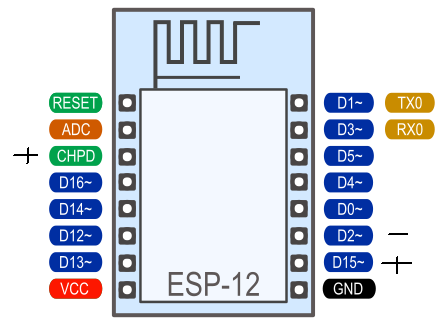 RESET D1~ TX0
ADC D3~ RX0
+ CHPD D5~
D16~ D4~
D14~ D0~
D12~ D2~ −
D13~ D15~ +
VCC ESP-12 GND